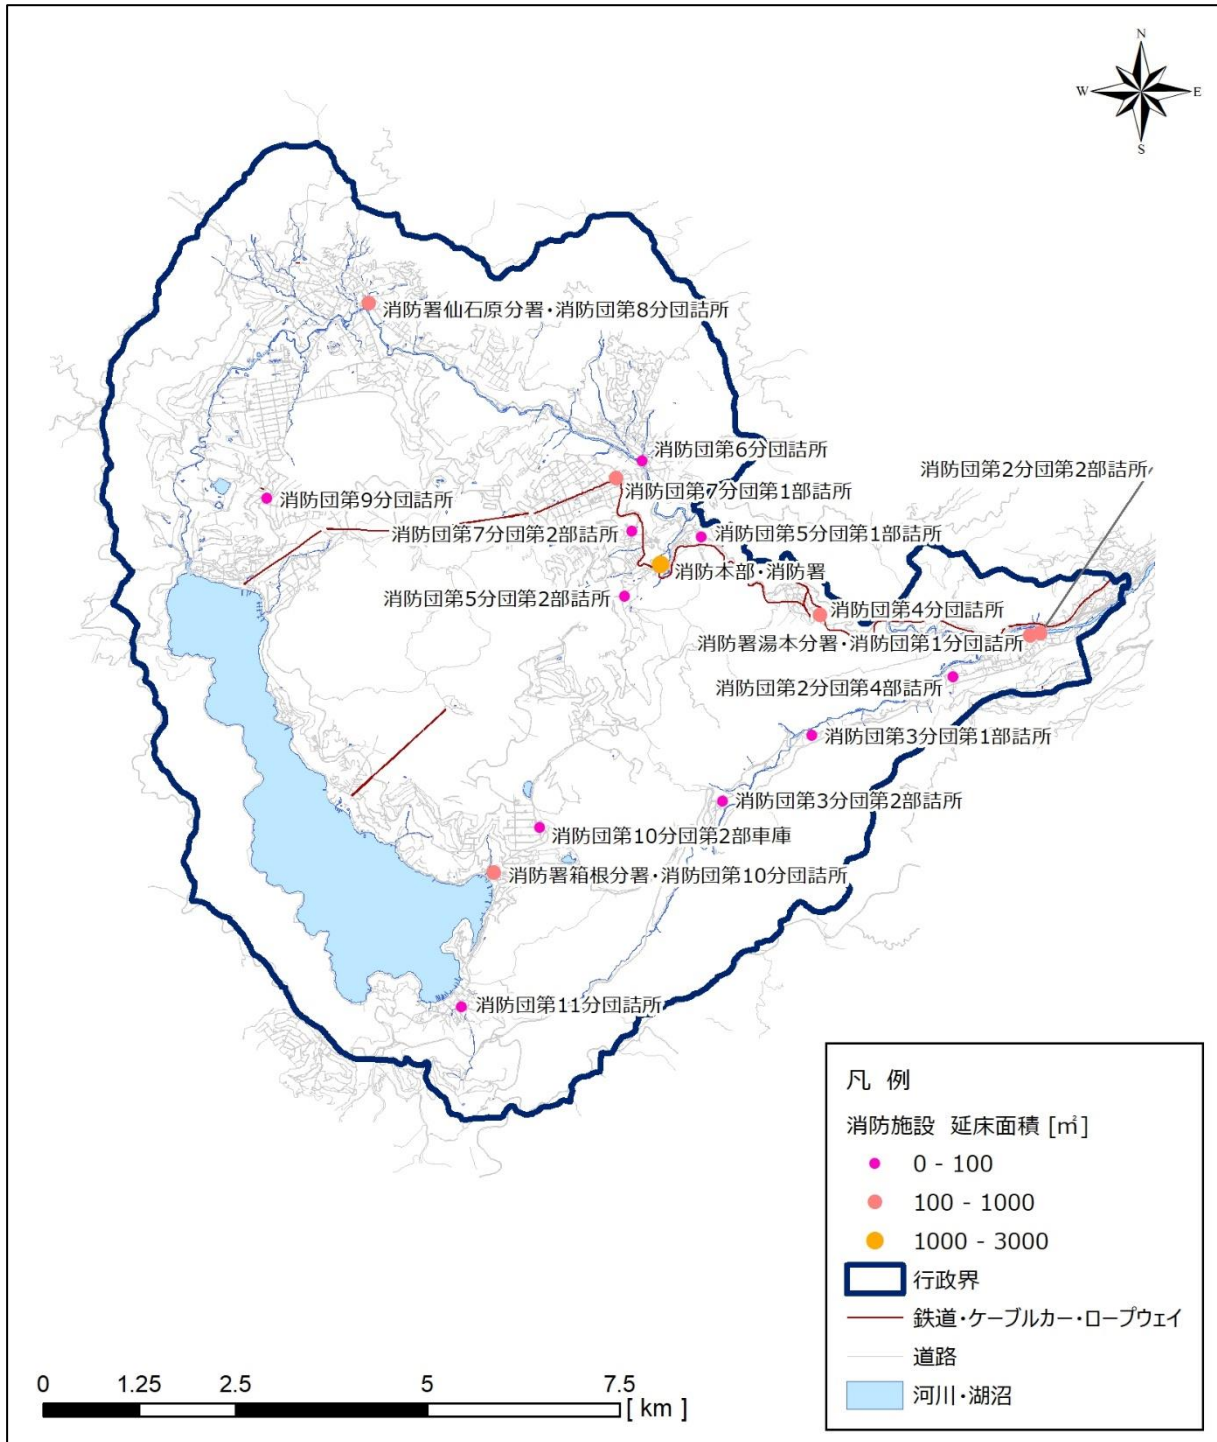 N
W
E
S
消防署仙石原分署・消防団第8分団詰所
消防団第6分団詰所
消防団第2分団第2部詰所
消防団第7分団第1部詰所
消防団第9分団詰所
消防団第7分団第2部詰所
消防団第5分団第1部詰所
消防本部・消防署
消防団第5分団第2部詰所
消防団第4分団詰所
消防署湯本分署・消防団第1分団詰所
消防団第2分団第4部詰所
消防団第3分団第1部詰所
消防団第3分団第2部詰所
消防団第10分団第2部車庫
消防署箱根分署・消防団第10分団詰所
消防団第11分団詰所
凡 例
消防施設 延床面積 [㎡]
0 - 100
100 - 1000
1000 - 3000
行政界
鉄道・ケーブルカー・ロープウェイ
道路
河川・湖沼
0 1.25 2.5 5 7.5
[ km ]